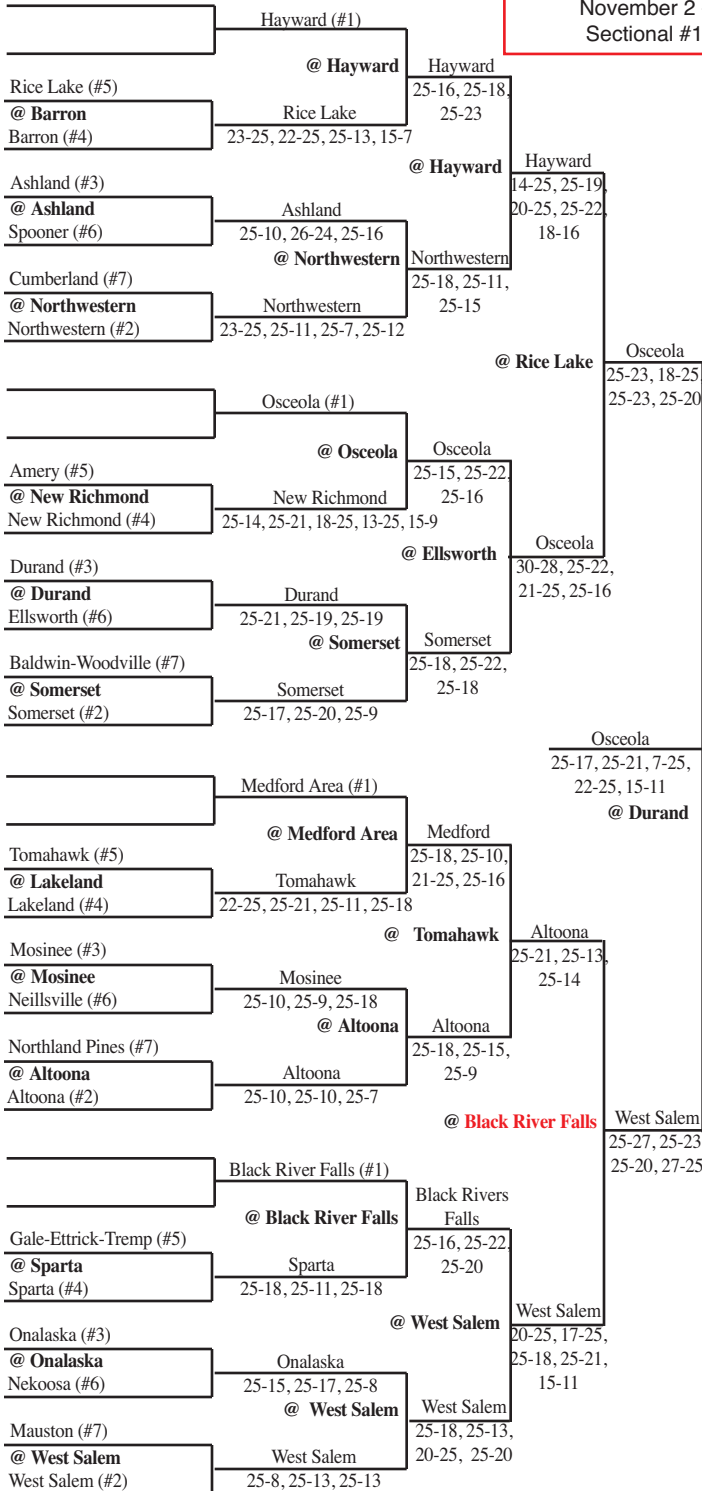 November 2
Sectional #1
Hayward (#1)
@ Hayward
Hayward
25-16, 25-18,
25-23
Rice Lake (#5)
@ Barron
Barron (#4)
Rice Lake
23-25, 22-25, 25-13, 15-7
@ Hayward
Hayward
14-25, 25-19,
20-25, 25-22,
18-16
Ashland (#3)
@ Ashland
Spooner (#6)
Ashland
25-10, 26-24, 25-16
@ Northwestern
Northwestern
25-18, 25-11,
25-15
Cumberland (#7)
@ Northwestern
Northwestern (#2)
Northwestern
23-25, 25-11, 25-7, 25-12
@ Rice Lake
Osceola
25-23, 18-25,
25-23, 25-20
Osceola (#1)
@ Osceola
Osceola
25-15, 25-22,
25-16
Amery (#5)
@ New Richmond
New Richmond (#4)
New Richmond
25-14, 25-21, 18-25, 13-25, 15-9
@ Ellsworth
Osceola
30-28, 25-22,
21-25, 25-16
Durand (#3)
@ Durand
Ellsworth (#6)
Durand
25-21, 25-19, 25-19
@ Somerset
Somerset
25-18, 25-22,
25-18
Baldwin-Woodville (#7)
@ Somerset
Somerset (#2)
Somerset
25-17, 25-20, 25-9
Osceola
25-17, 25-21, 7-25,
22-25, 15-11
@ Durand
Medford Area (#1)
@ Medford Area
Medford
25-18, 25-10,
21-25, 25-16
Tomahawk (#5)
@ Lakeland
Lakeland (#4)
Tomahawk
22-25, 25-21, 25-11, 25-18
@ Tomahawk
Altoona
25-21, 25-13,
25-14
Mosinee (#3)
@ Mosinee
Neillsville (#6)
Mosinee
25-10, 25-9, 25-18
@ Altoona
Altoona
25-18, 25-15,
25-9
Northland Pines (#7)
@ Altoona
Altoona (#2)
Altoona
25-10, 25-10, 25-7
@ Black River Falls
West Salem
25-27, 25-23
25-20, 27-25
Black River Falls (#1)
@ Black River Falls
Black Rivers
Falls
25-16, 25-22,
25-20
Gale-Ettrick-Tremp (#5)
@ Sparta
Sparta (#4)
Sparta
25-18, 25-11, 25-18
@ West Salem
West Salem
20-25, 17-25,
25-18, 25-21,
15-11
Onalaska (#3)
@ Onalaska
Nekoosa (#6)
Onalaska
25-15, 25-17, 25-8
@ West Salem
West Salem
25-18, 25-13,
20-25, 25-20
Mauston (#7)
@ West Salem
West Salem (#2)
West Salem
25-8, 25-13, 25-13